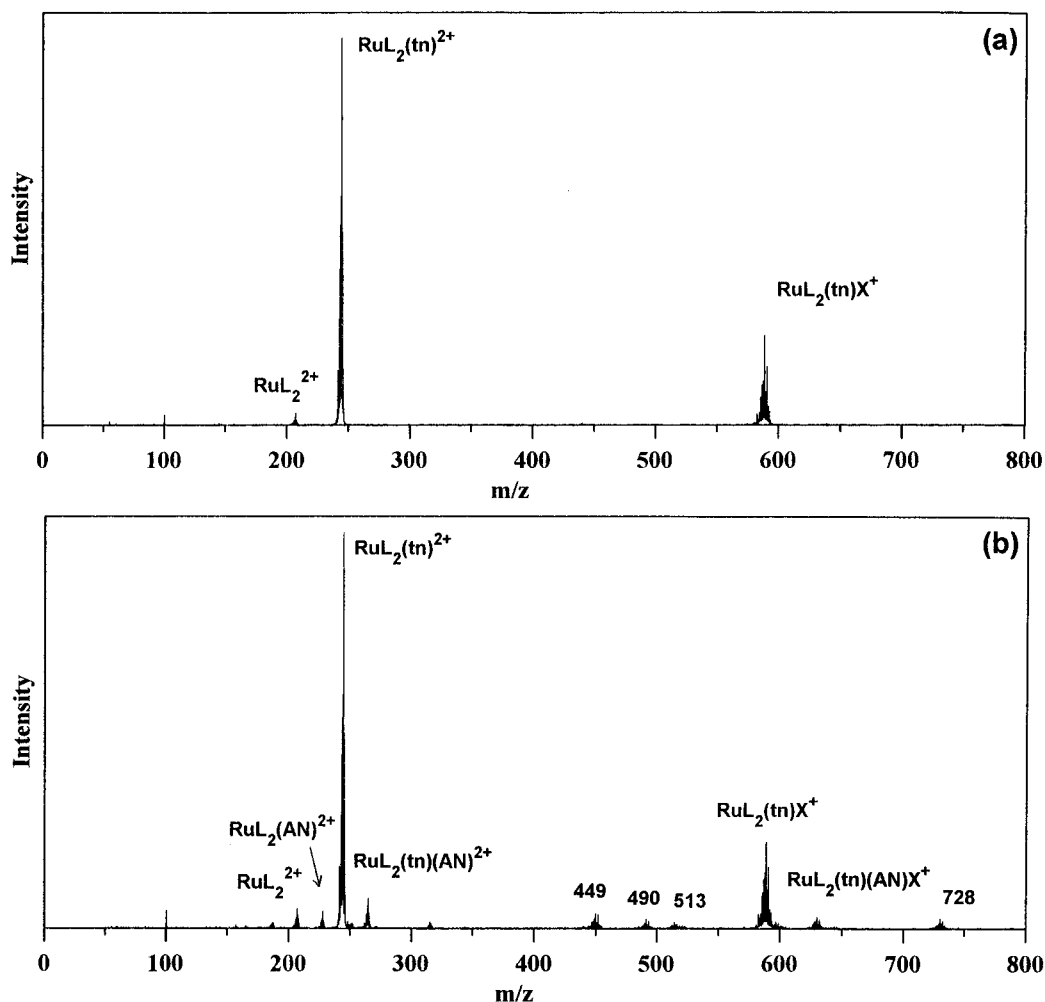 (a)
RuL2(tn)2+
RuL2(tn)X+
RuL22+
Intensity
0 100 200 300 400 500 600 700 800
m/z
(b)
RuL2(tn)2+
RuL2(tn)X+
RuL2(AN)2+
RuL2(tn)(AN)2+
RuL2(tn)(AN)X+
RuL22+
449 490 513 728
Intensity
0 100 200 300 400 500 600 700 800
m/z